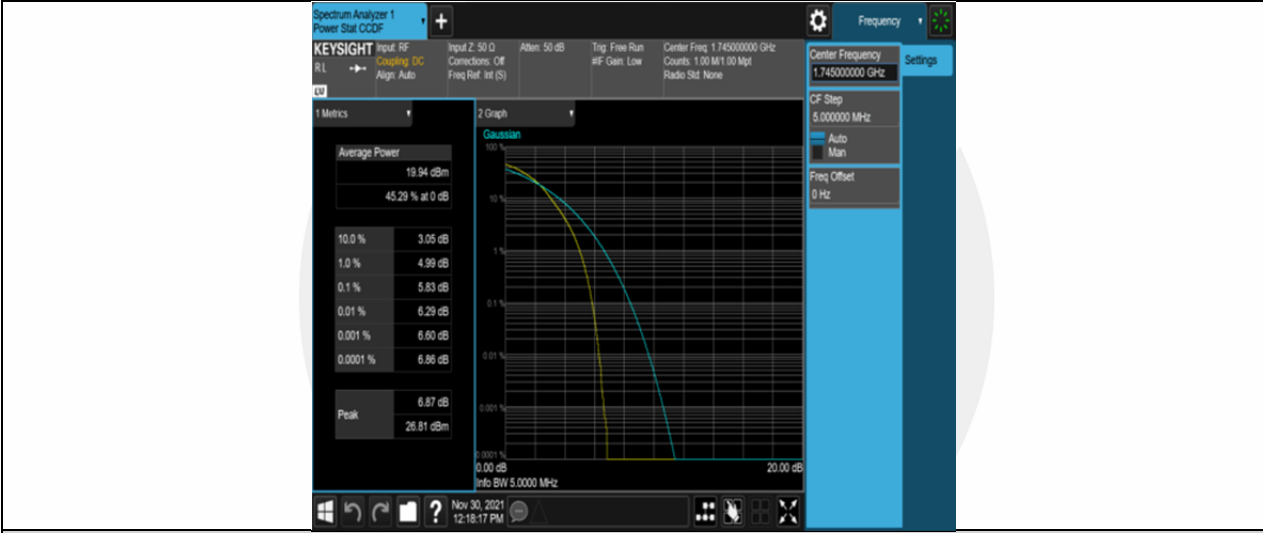 Spectrum Analyzer 1
Power Stat CCDF
Frequency
KEYSIGHT
R L
LV
Input: RF
Coupling: DC
Align: Auto
Input Z: 50 Ω
Corrections: Off
Freq Ref: Int (S)
Atten: 50 dB
Trig: Free Run
#IF Gain: Low
Center Freq: 1.745000000 GHz
Counts: 1.00 M/1.00 Mpt
Radio Std: None
Center Frequency
1.745000000 GHz
Settings
CF Step
5.000000 MHz
Auto
Man
Freq Offset
0 Hz
1 Metrics
Average Power
19.94 dBm
45.29 % at 0 dB
10.0 % 3.05 dB
1.0 % 4.99 dB
0.1 % 5.83 dB
0.01 % 6.29 dB
0.001 % 6.60 dB
0.0001 % 6.86 dB
Peak
6.87 dB
26.81 dBm
2 Graph
Gaussian
100 %
10 %
1 %
0.1 %
0.01 %
0.001 %
0.0001 %
0.00 dB
20.00 dB
Info BW 5.0000 MHz
?
Nov 30, 2021
12:18:17 PM